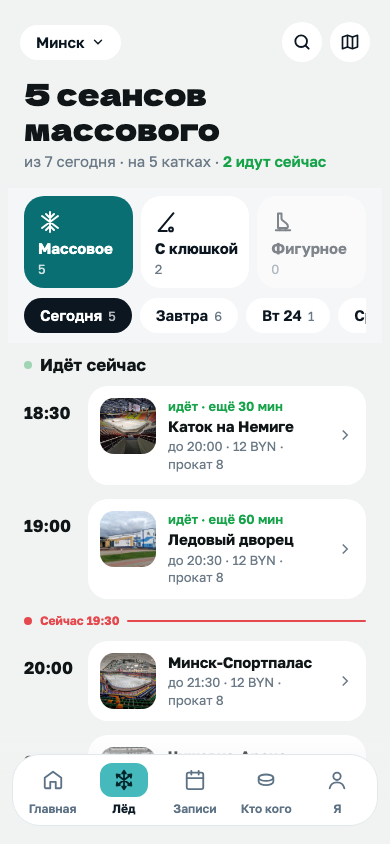 Минск
5 сеансов
массового
из 7 сегодня · на 5 катках · 2 идут сейчас
Массовое
5
С клюшкой
2
Фигурное
0
Сегодня 5
Завтра 6
Вт 24 1
Идёт сейчас
18:30
идёт · ещё 30 мин
Каток на Немиге
до 20:00 · 12 BYN ·
прокат 8
19:00
идёт · ещё 60 мин
Ледовый дворец
до 20:30 · 12 BYN ·
прокат 8
Сейчас 19:30
20:00
Минск-Спортпалас
до 21:30 · 12 BYN ·
прокат 8
Главная
Лёд
Записи
Кто кого
Я